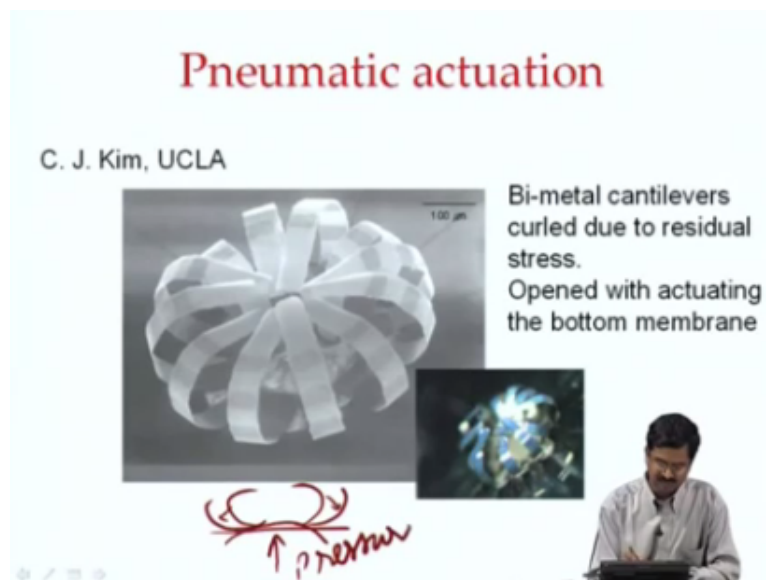 Pneumatic actuation
C. J. Kim, UCLA
100 μm
Bi-metal cantilevers
curled due to residual
stress.
Opened with actuating
the bottom membrane
pressur